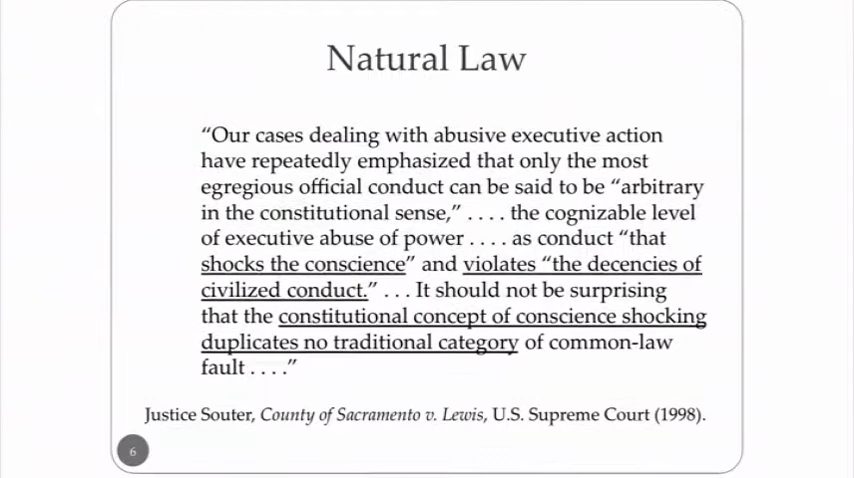 Natural Law
“Our cases dealing with abusive executive action
have repeatedly emphasized that only the most
egregious official conduct can be said to be “arbitrary
in the constitutional sense,” . . . . the cognizable level
of executive abuse of power . . . . as conduct “that
shocks the conscience” and violates “the decencies of
civilized conduct.” . . . It should not be surprising
that the constitutional concept of conscience shocking
duplicates no traditional category of common-law
fault . . . .”
Justice Souter, County of Sacramento v. Lewis, U.S. Supreme Court (1998).
6